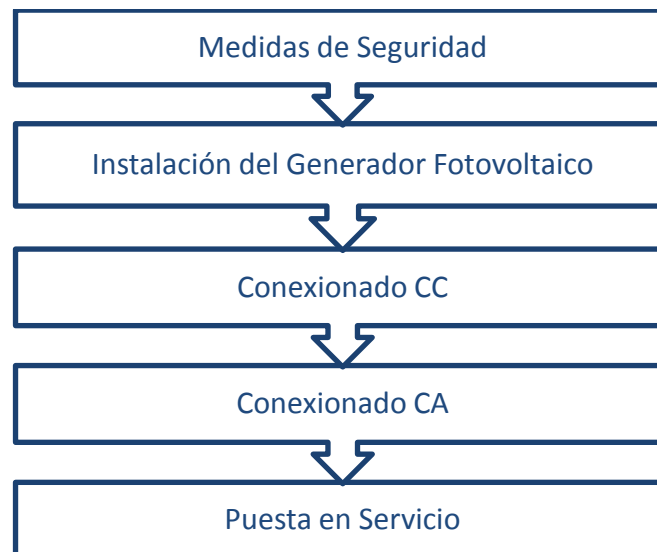 Medidas de Seguridad
Instalación del Generador Fotovoltaico
Conexionado CC
Conexionado CA
Puesta en Servicio